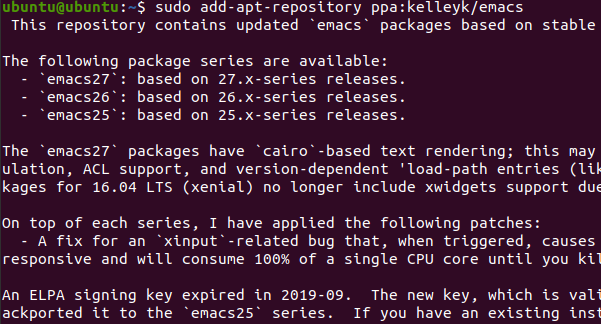 ubuntu@ubuntu:~$ sudo add-apt-repository ppa:kelleyk/emacs
This repository contains updated `emacs` packages based on stable
The following package series are available:
- `emacs27`: based on 27.x-series releases.
- `emacs26`: based on 26.x-series releases.
- `emacs25`: based on 25.x-series releases.
The `emacs27` packages have `cairo`-based text rendering; this may
ulation, ACL support, and version-dependent 'load-path entries (lik
kages for 16.04 LTS (xenial) no longer include xwidgets support due
On top of each series, I have applied the following patches:
- A fix for an `xinput`-related bug that, when triggered, causes
responsive and will consume 100% of a single CPU core until you kil
An ELPA signing key expired in 2019-09.  The new key, which is vali
ackported it to the `emacs25` series.  If you have an existing inst